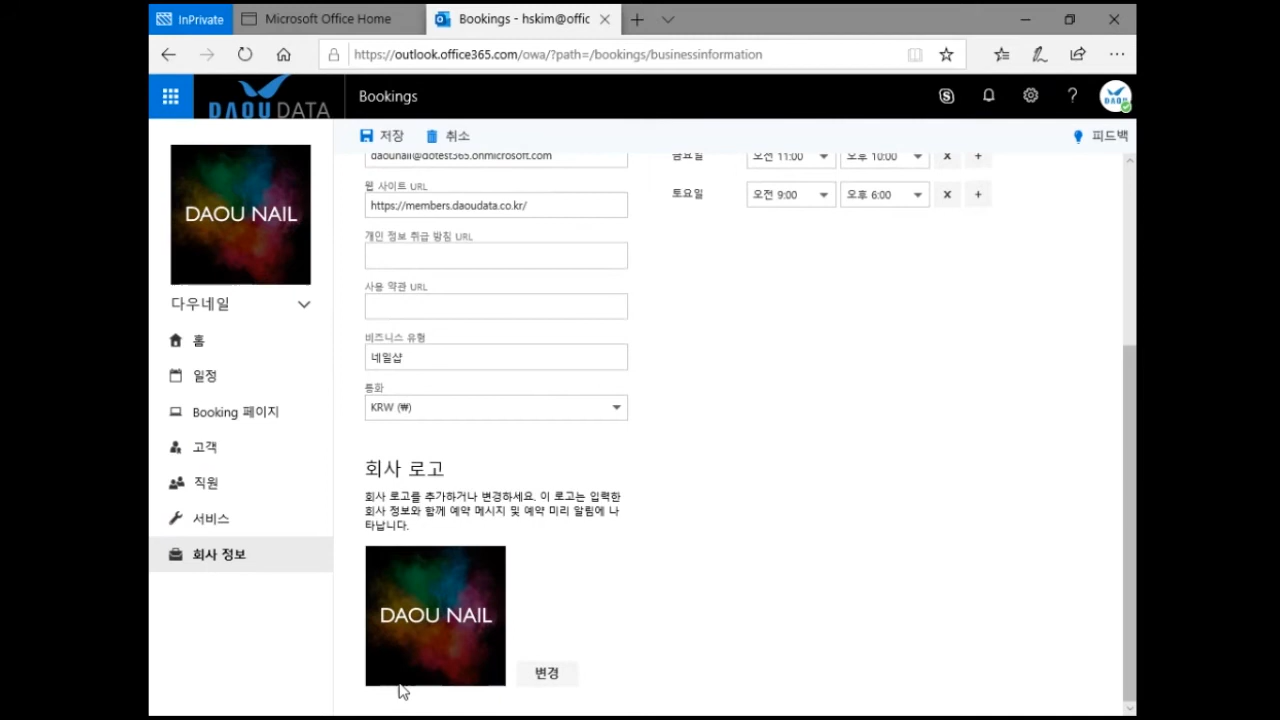 InPrivate
Microsoft Office Home
Bookings - hskim@offic
https://outlook.office365.com/owa/?path=/bookings/businessinformation
DAOU DATA
Bookings
저장
취소
피드백
DAOU NAIL
다우네일
홈
일정
Booking 페이지
고객
직원
서비스
회사 정보
daounail@dotest365.onmicrosoft.com
웹 사이트 URL
https://members.daoudata.co.kr/
개인 정보 취급 방침 URL
사용 약관 URL
비즈니스 유형
네일샵
통화
KRW (₩)
금요일
오전 11:00
오후 10:00
토요일
오전 9:00
오후 6:00
회사 로고
회사 로고를 추가하거나 변경하세요. 이 로고는 입력한
회사 정보와 함께 예약 메시지 및 예약 미리 알림에 나
타납니다.
DAOU NAIL
변경